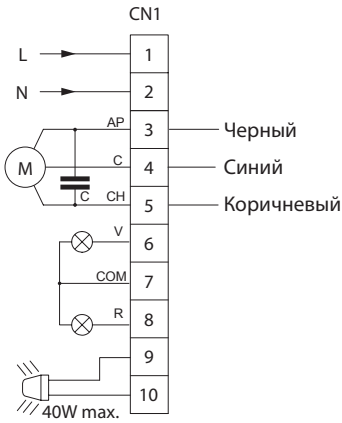 CN1
L 1
N 2
AP 3 Черный
M C 4 Синий
C CH 5 Коричневый
V 6
COM 7
R 8
9
10
40W max.